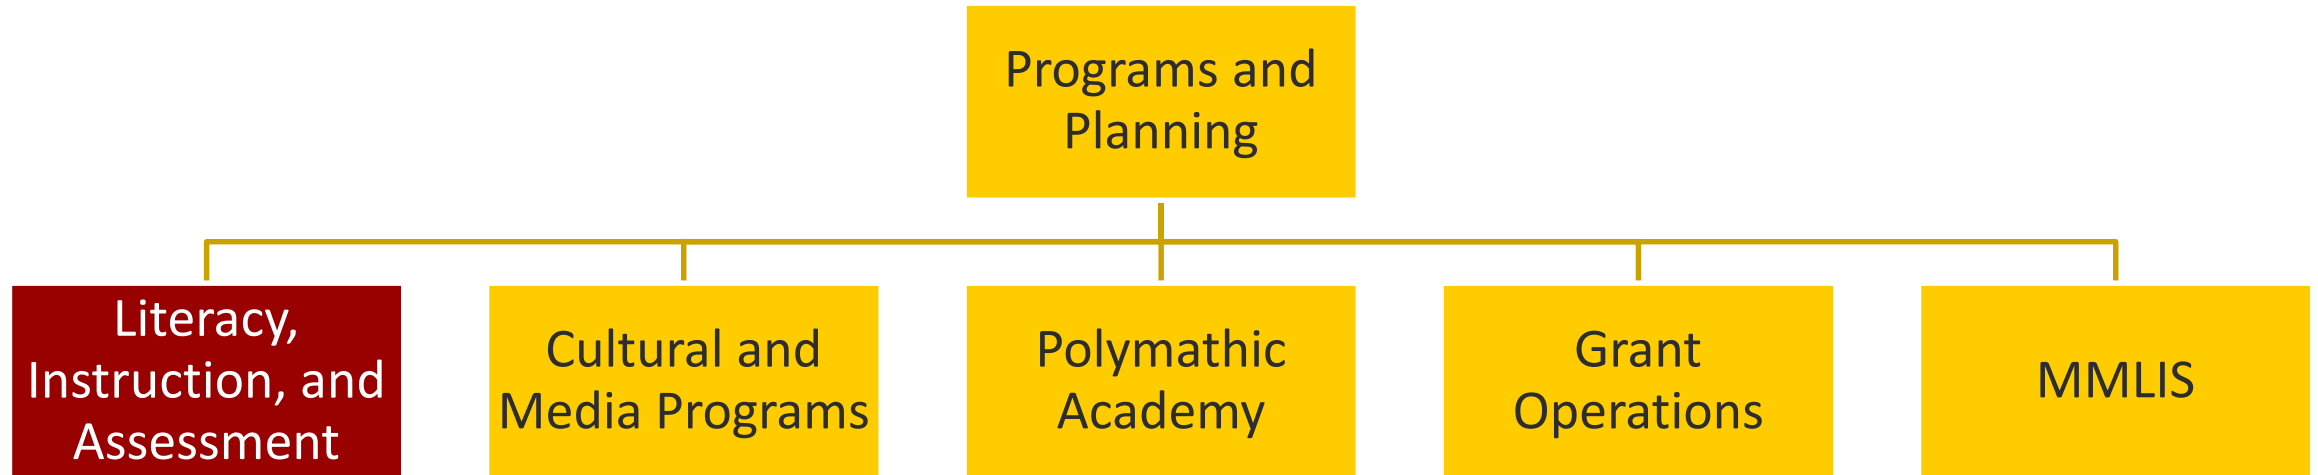 Programs and
Planning
Literacy,
Instruction, and
Assessment
Cultural and
Media Programs
Polymathic
Academy
Grant
Operations
MMLIS